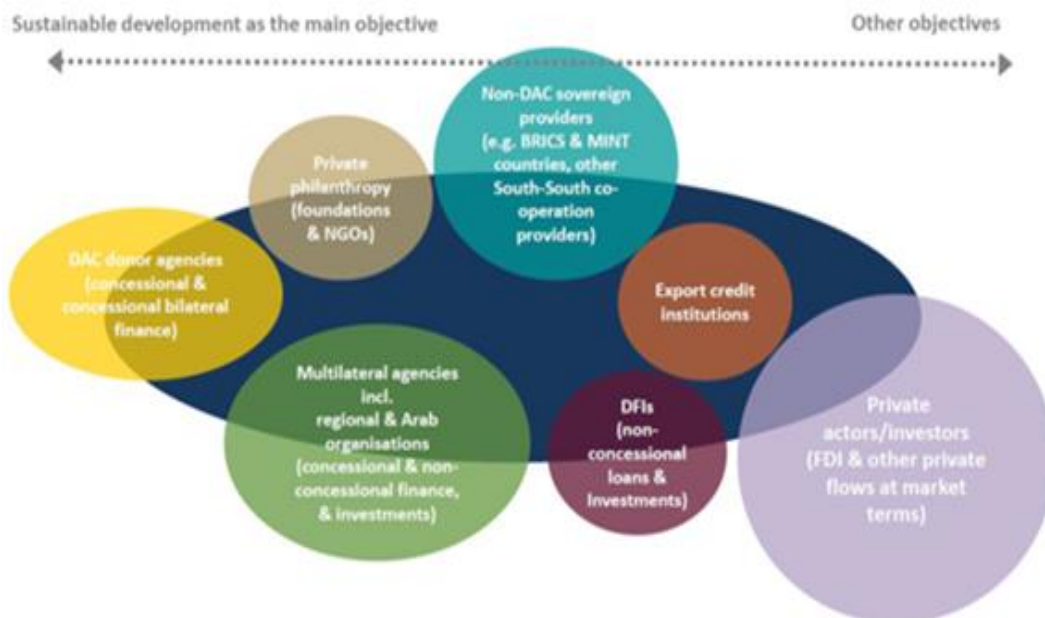 Sustainable development as the main objective
Other objectives
Non-DAC sovereign
providers
(e.g. BRICS & MINT
countries, other
South-South co-
operation
providers)
Private
philanthropy
(foundations
& NGOs)
DAC donor agencies
(concessional &
concessional bilateral
finance)
Export credit
institutions
Multilateral agencies
incl.
regional & Arab
organisations
(concessional & non-
concessional finance,
& investments)
DFIs
(non-
concessional
loans &
Investments)
Private
actors/investors
(FDI & other private
flows at market
terms)